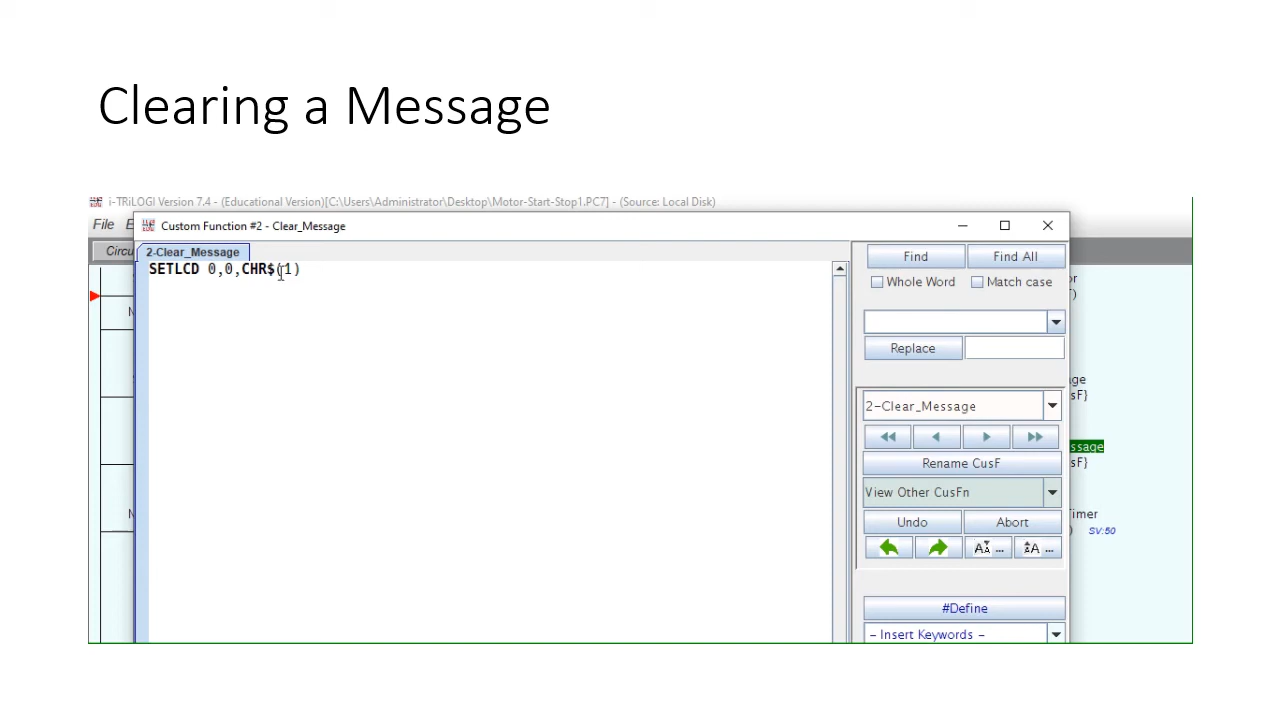 Clearing a Message
i-TRiLOGI Version 7.4 - (Educational Version)[C:\Users\Administrator\Desktop\Motor-Start-Stop1.PC7] - (Source: Local Disk)
File E
Custom Function #2 - Clear_Message
Circu
2-Clear_Message
SETLCD 0,0,CHR$(1)
Find
Find All
Whole Word
Match case
Replace
2-Clear_Message
Rename CusF
View Other CusFn
Undo
Abort
#Define
- Insert Keywords -
ssage
SV:50